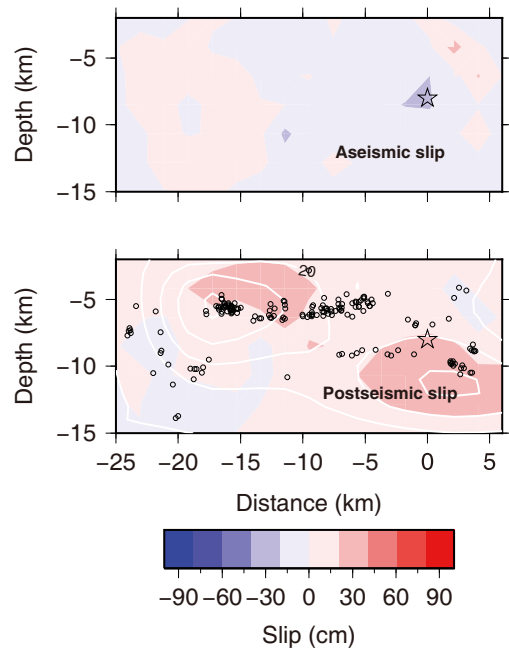 −5
−10
−15
Depth (km)
Aseismic slip
20
−5
−10
−15
Depth (km)
Postseismic slip
−25 −20 −15 −10 −5 0 5
Distance (km)
−90 −60 −30 0 30 60 90
Slip (cm)